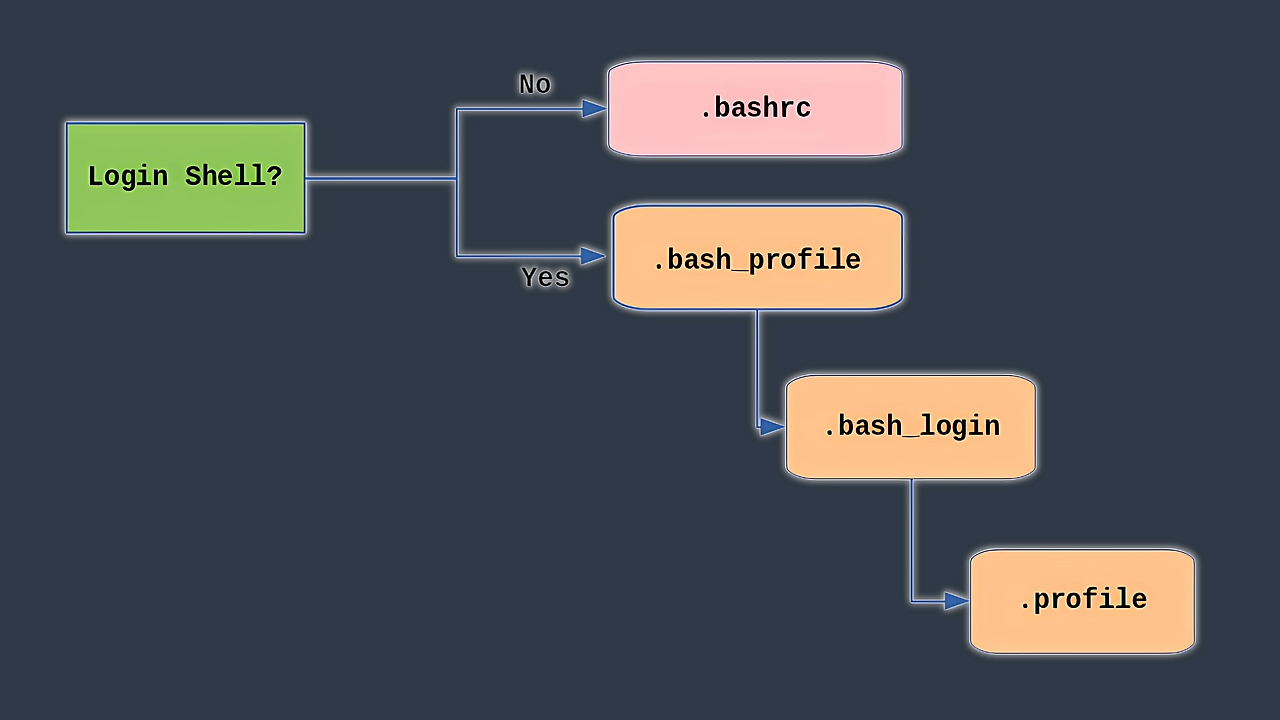 No
.bashrc
Login Shell?
.bash_profile
Yes
.bash_login
.profile